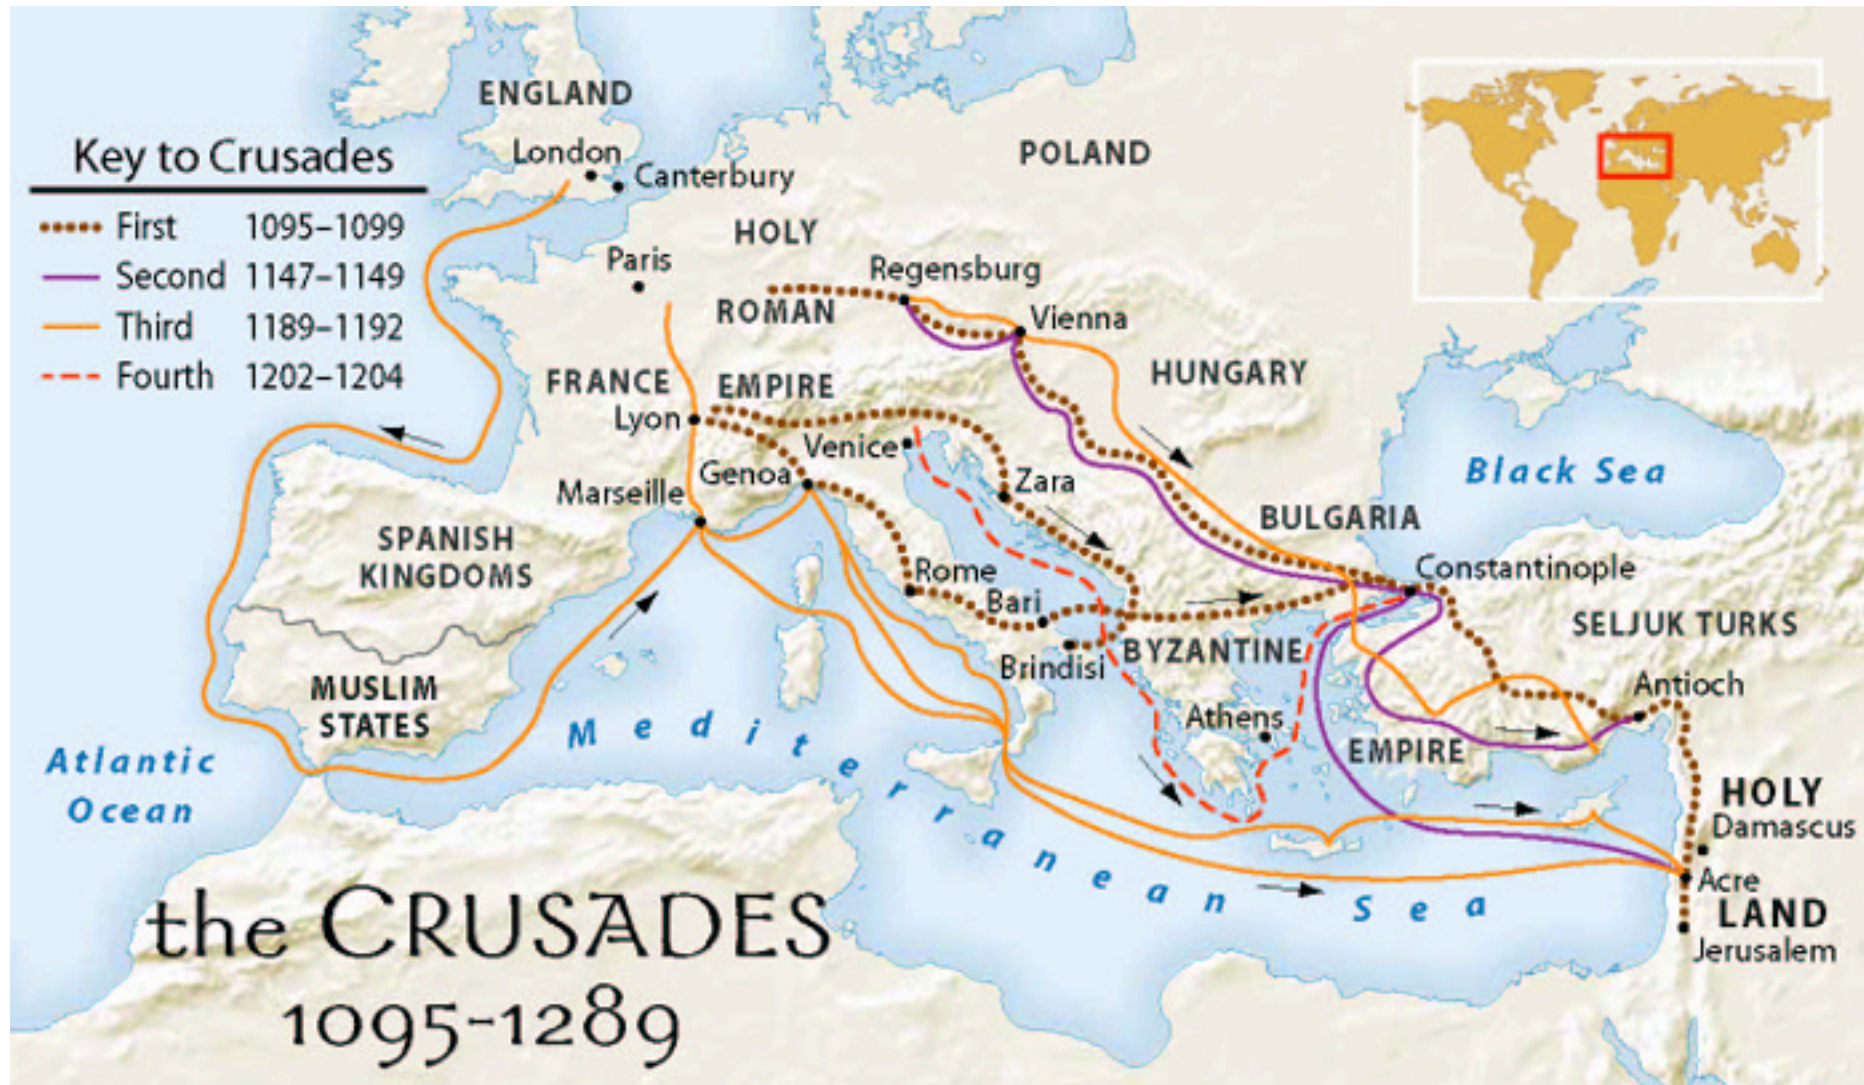 ENGLAND
London
Canterbury
POLAND
Key to Crusades
First 1095–1099
Second 1147–1149
Third 1189–1192
Fourth 1202–1204
HOLY
ROMAN
EMPIRE
Paris
Regensburg
Vienna
HUNGARY
FRANCE
Lyon
Venice
Genoa
Zara
Marseille
Black Sea
BULGARIA
SPANISH
KINGDOMS
Rome
Bari
Constantinople
SELJUK TURKS
BYZANTINE
EMPIRE
Brindisi
MUSLIM
STATES
Antioch
Athens
Mediterranean Sea
Atlantic
Ocean
HOLY
LAND
Damascus
Acre
Jerusalem
the CRUSADES
1095-1289